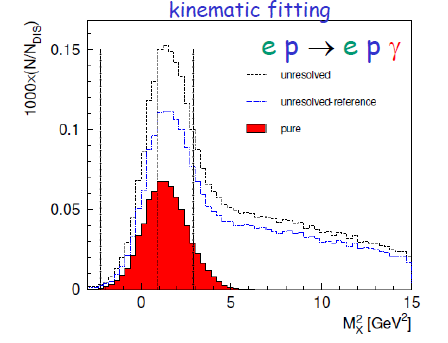 kinematic fitting
e p → e p γ
1000×(N/N_DIS)
unresolved
unresolved-reference
pure
0.15
0.1
0.05
0
0 5 10 15
M_X^2 [GeV^2]